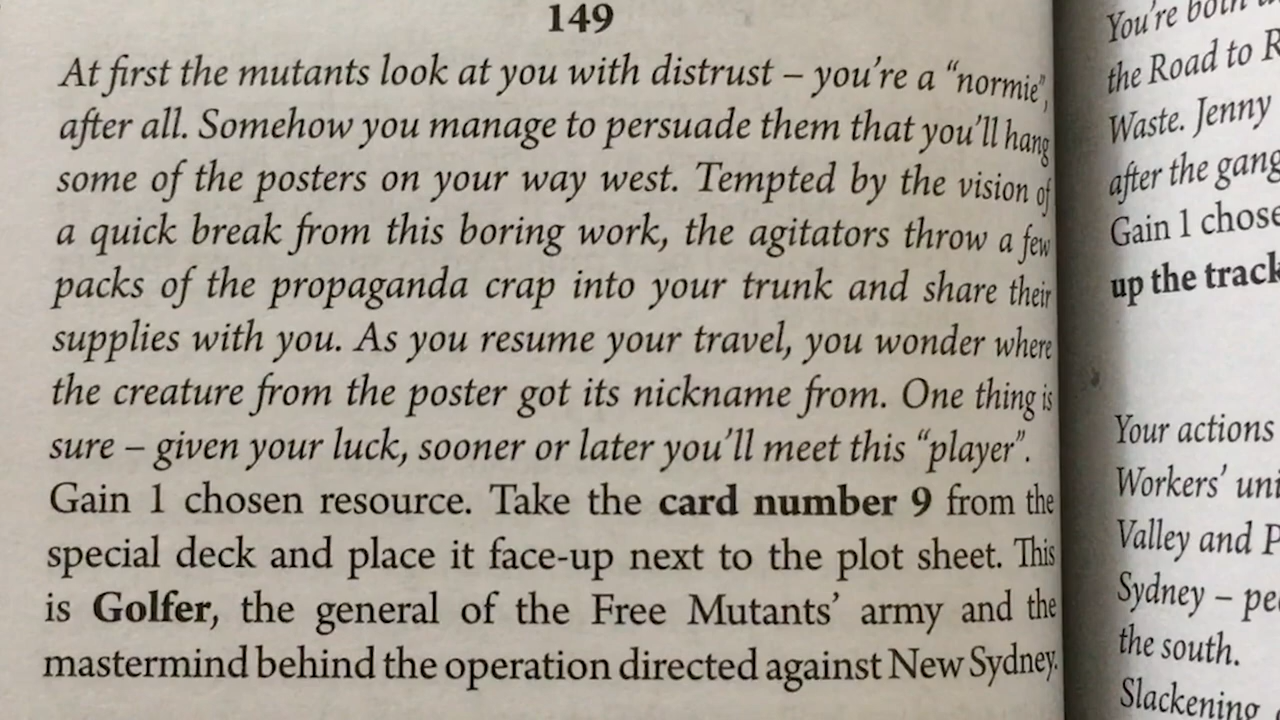 149
At first the mutants look at you with distrust – you're a “normie”,
after all. Somehow you manage to persuade them that you'll hang
some of the posters on your way west. Tempted by the vision of
a quick break from this boring work, the agitators throw a few
packs of the propaganda crap into your trunk and share their
supplies with you. As you resume your travel, you wonder where
the creature from the poster got its nickname from. One thing is
sure – given your luck, sooner or later you'll meet this “player”.
Gain 1 chosen resource. Take the card number 9 from the
special deck and place it face-up next to the plot sheet. This
is Golfer, the general of the Free Mutants' army and the
mastermind behind the operation directed against New Sydney.
You're both
the Road to
Waste. Jenny
after the gang
Gain 1
up the track
Your actions
Workers'
Valley and
Sydney –
the south.
Slackening